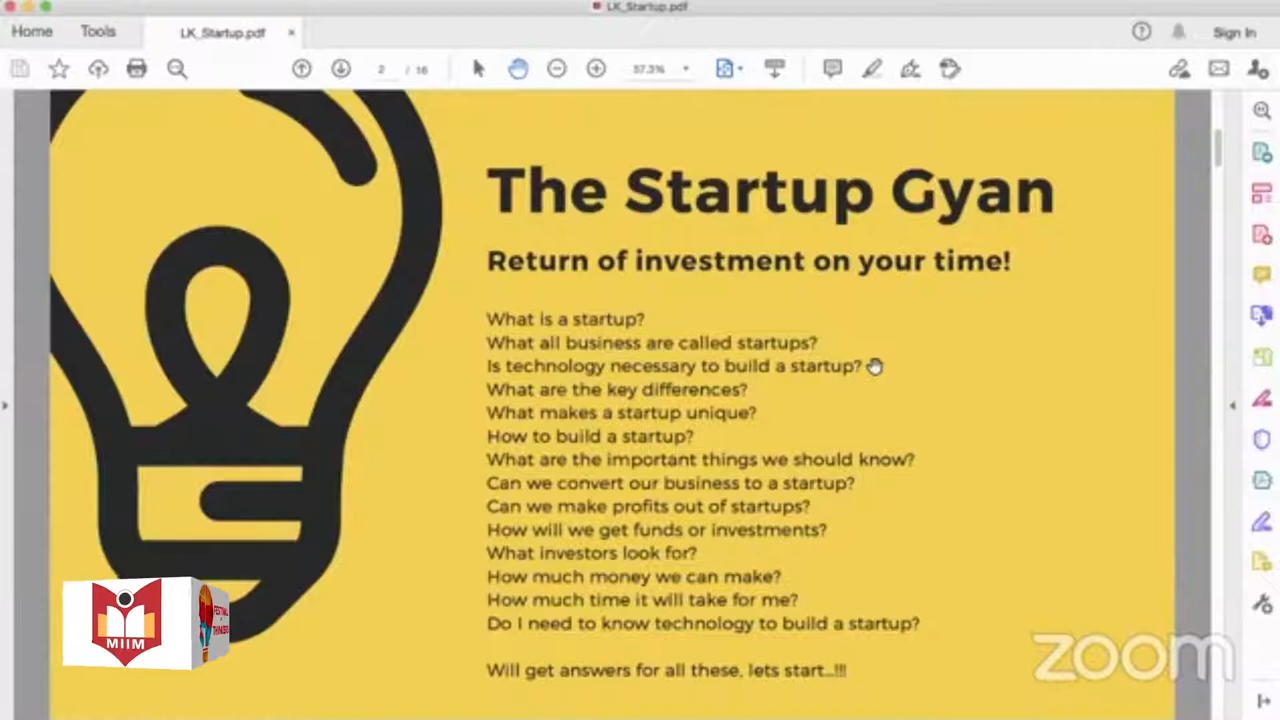 LK_Startup.pdf
Home
Tools
LK_Startup.pdf
×
Sign In
2 / 16
57.3%
The Startup Gyan
Return of investment on your time!
What is a startup?
What all business are called startups?
Is technology necessary to build a startup?
What are the key differences?
What makes a startup unique?
How to build a startup?
What are the important things we should know?
Can we convert our business to a startup?
Can we make profits out of startups?
How will we get funds or investments?
What investors look for?
How much money we can make?
How much time it will take for me?
Do I need to know technology to build a startup?
Will get answers for all these, lets start...!!!
MIIM
FESTIVAL
THINGS
zoom